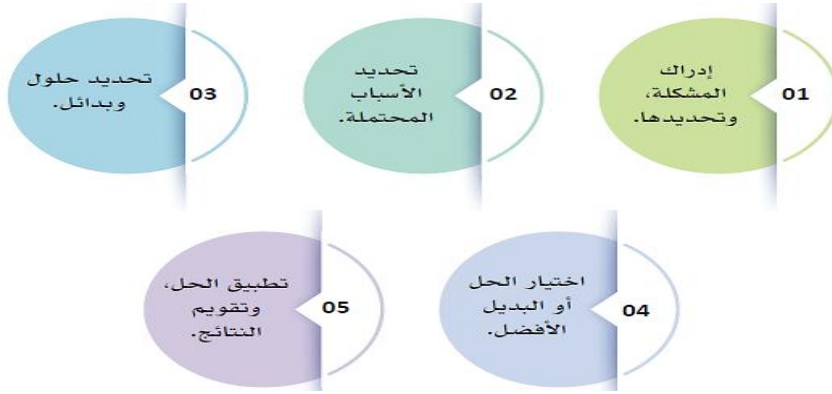 01
إدراك
المشكلة،
وتحديدها.
02
تحديد
الأسباب
المحتملة.
03
تحديد حلول
وبدائل.
04
اختيار الحل
أو البديل
الأفضل.
05
تطبيق الحل،
وتقويم
النتائج.